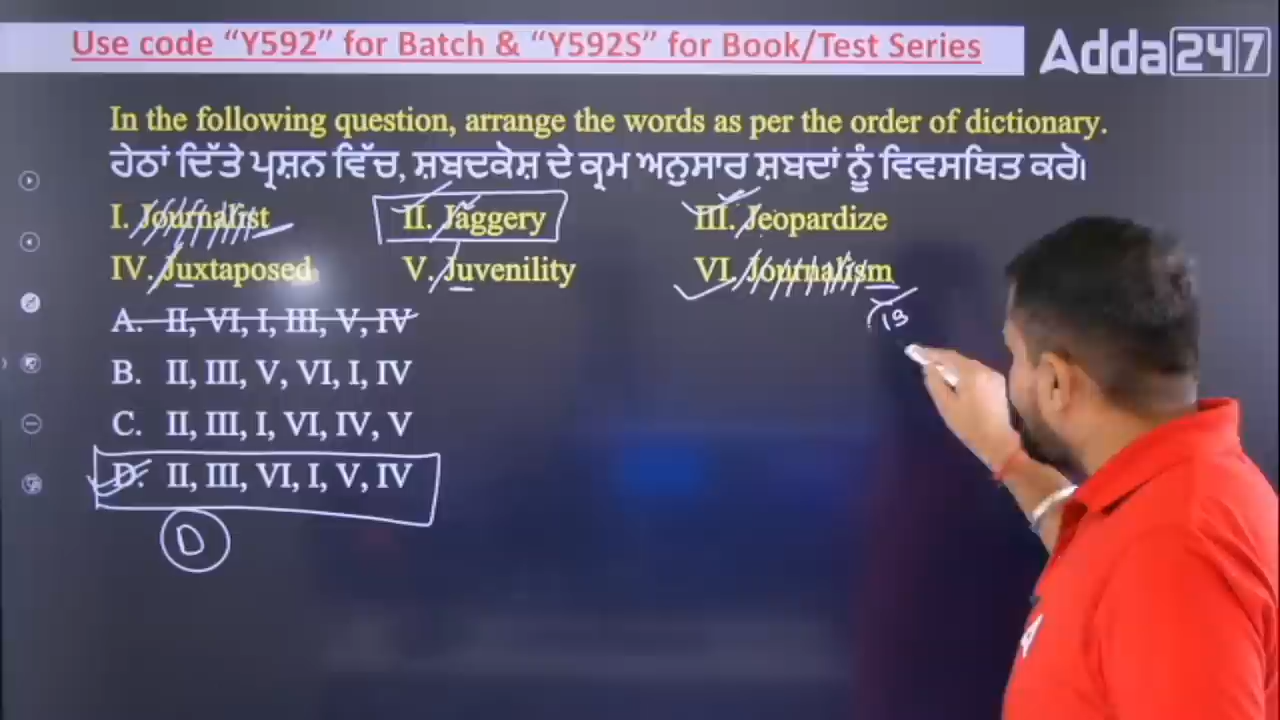 Use code “Y592” for Batch & “Y592S” for Book/Test Series
Adda247
In the following question, arrange the words as per the order of dictionary.
ਹੇਠਾਂ ਦਿੱਤੇ ਪ੍ਰਸ਼ਨ ਵਿੱਚ, ਸ਼ਬਦਕੋਸ਼ ਦੇ ਕ੍ਰਮ ਅਨੁਸਾਰ ਸ਼ਬਦਾਂ ਨੂੰ ਵਿਵਸਥਿਤ ਕਰੋ।
I. Journalist II. Jaggery III. Jeopardize
IV. Juxtaposed V. Juvenility VI. Journalism
13
A. II, VI, I, III, V, IV
B. II, III, V, VI, I, IV
C. II, III, I, VI, IV, V
D. II, III, VI, I, V, IV
D